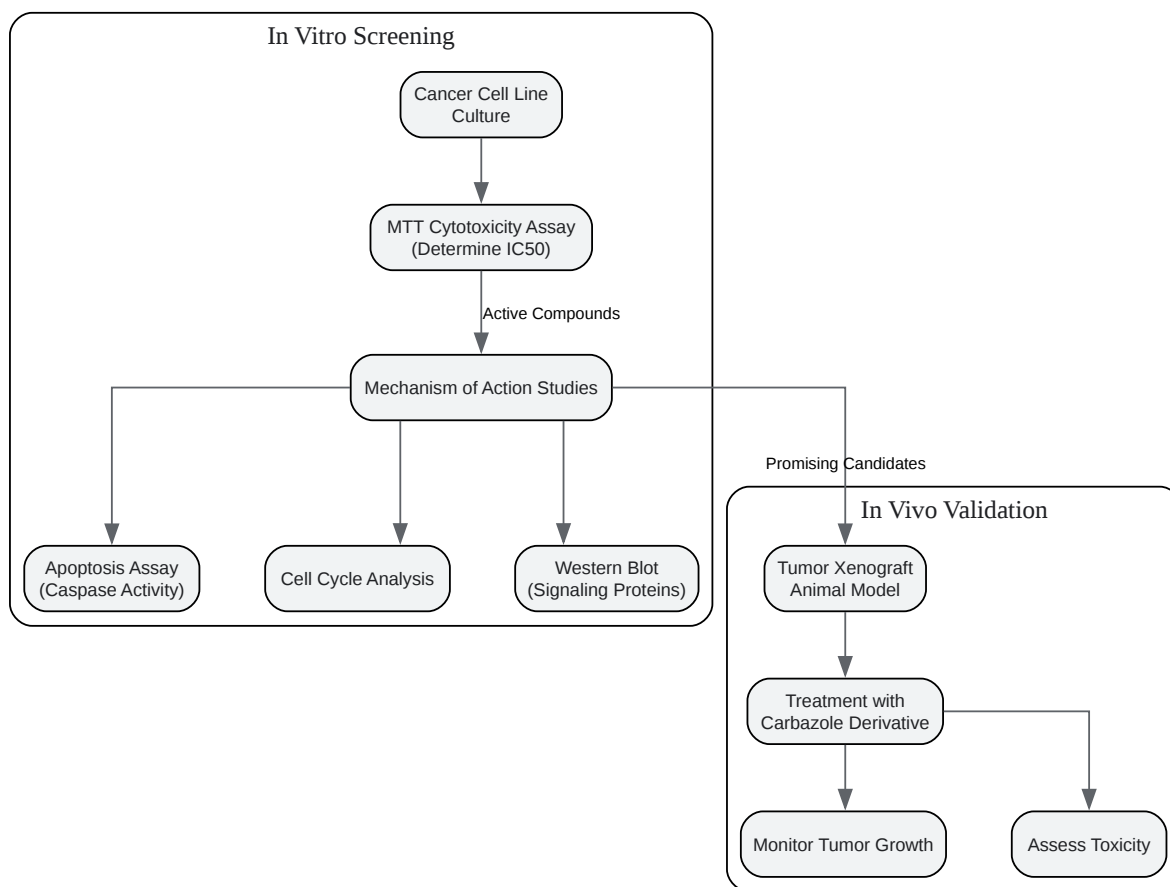 In Vitro Screening
Cancer Cell Line
Culture
MTT Cytotoxicity Assay
(Determine IC50)
Active Compounds
Mechanism of Action Studies
Promising Candidates
In Vivo Validation
Apoptosis Assay
(Caspase Activity)
Cell Cycle Analysis
Western Blot
(Signaling Proteins)
Tumor Xenograft
Animal Model
Treatment with
Carbazole Derivative
Monitor Tumor Growth
Assess Toxicity